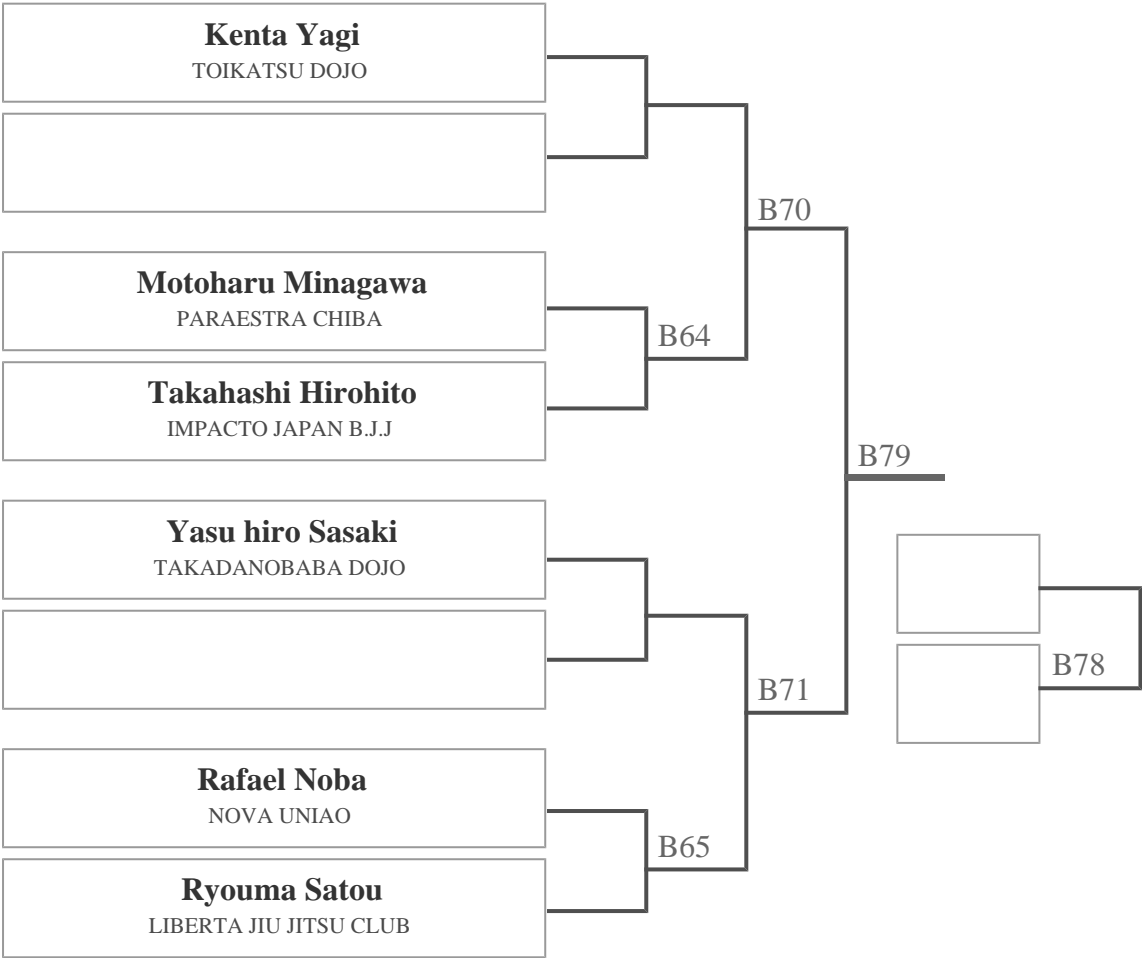 Kenta Yagi
TOIKATSU DOJO
B70
Motoharu Minagawa
PARAESTRA CHIBA
B64
Takahashi Hirohito
IMPACTO JAPAN B.J.J
B79
Yasu hiro Sasaki
TAKADANOBABA DOJO
B78
B71
Rafael Noba
NOVA UNIAO
B65
Ryouma Satou
LIBERTA JIU JITSU CLUB